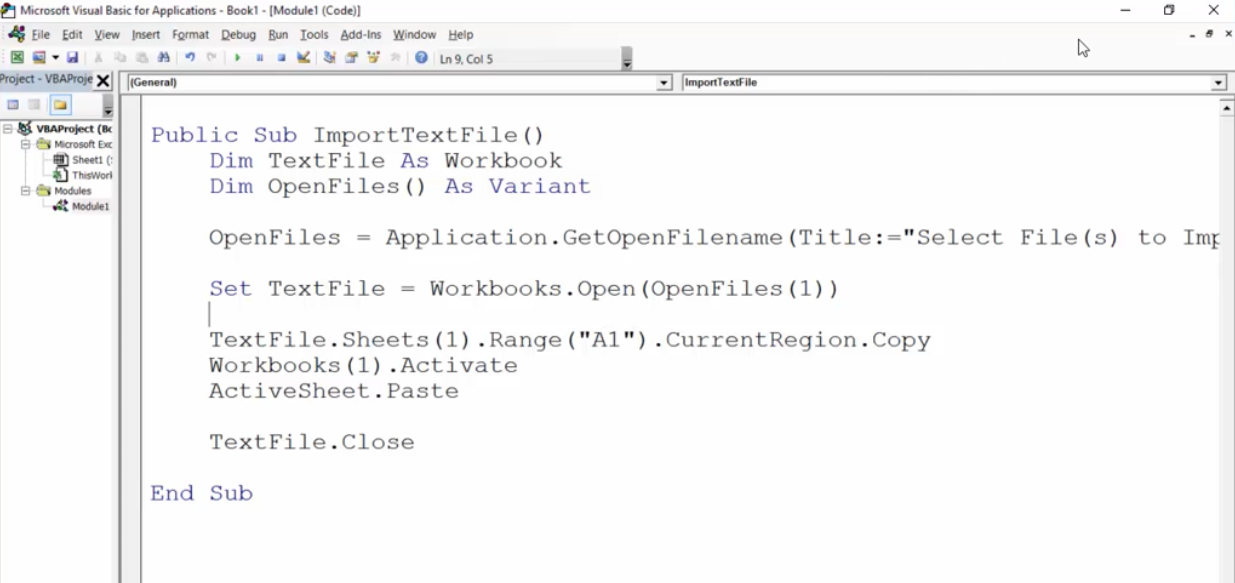 Microsoft Visual Basic for Applications - Book1 - [Module1 (Code)]
File Edit View Insert Format Debug Run Tools Add-Ins Window Help
Ln 9, Col 5
Project - VBAProje
(General) ImportTextFile
VBAProject (Bo
Microsoft Exc
Sheet1 (S
ThisWork
Modules
Module1
Public Sub ImportTextFile()
Dim TextFile As Workbook
Dim OpenFiles() As Variant
OpenFiles = Application.GetOpenFilename(Title:="Select File(s) to Imp
Set TextFile = Workbooks.Open(OpenFiles(1))
TextFile.Sheets(1).Range("A1").CurrentRegion.Copy
Workbooks(1).Activate
ActiveSheet.Paste
TextFile.Close
End Sub